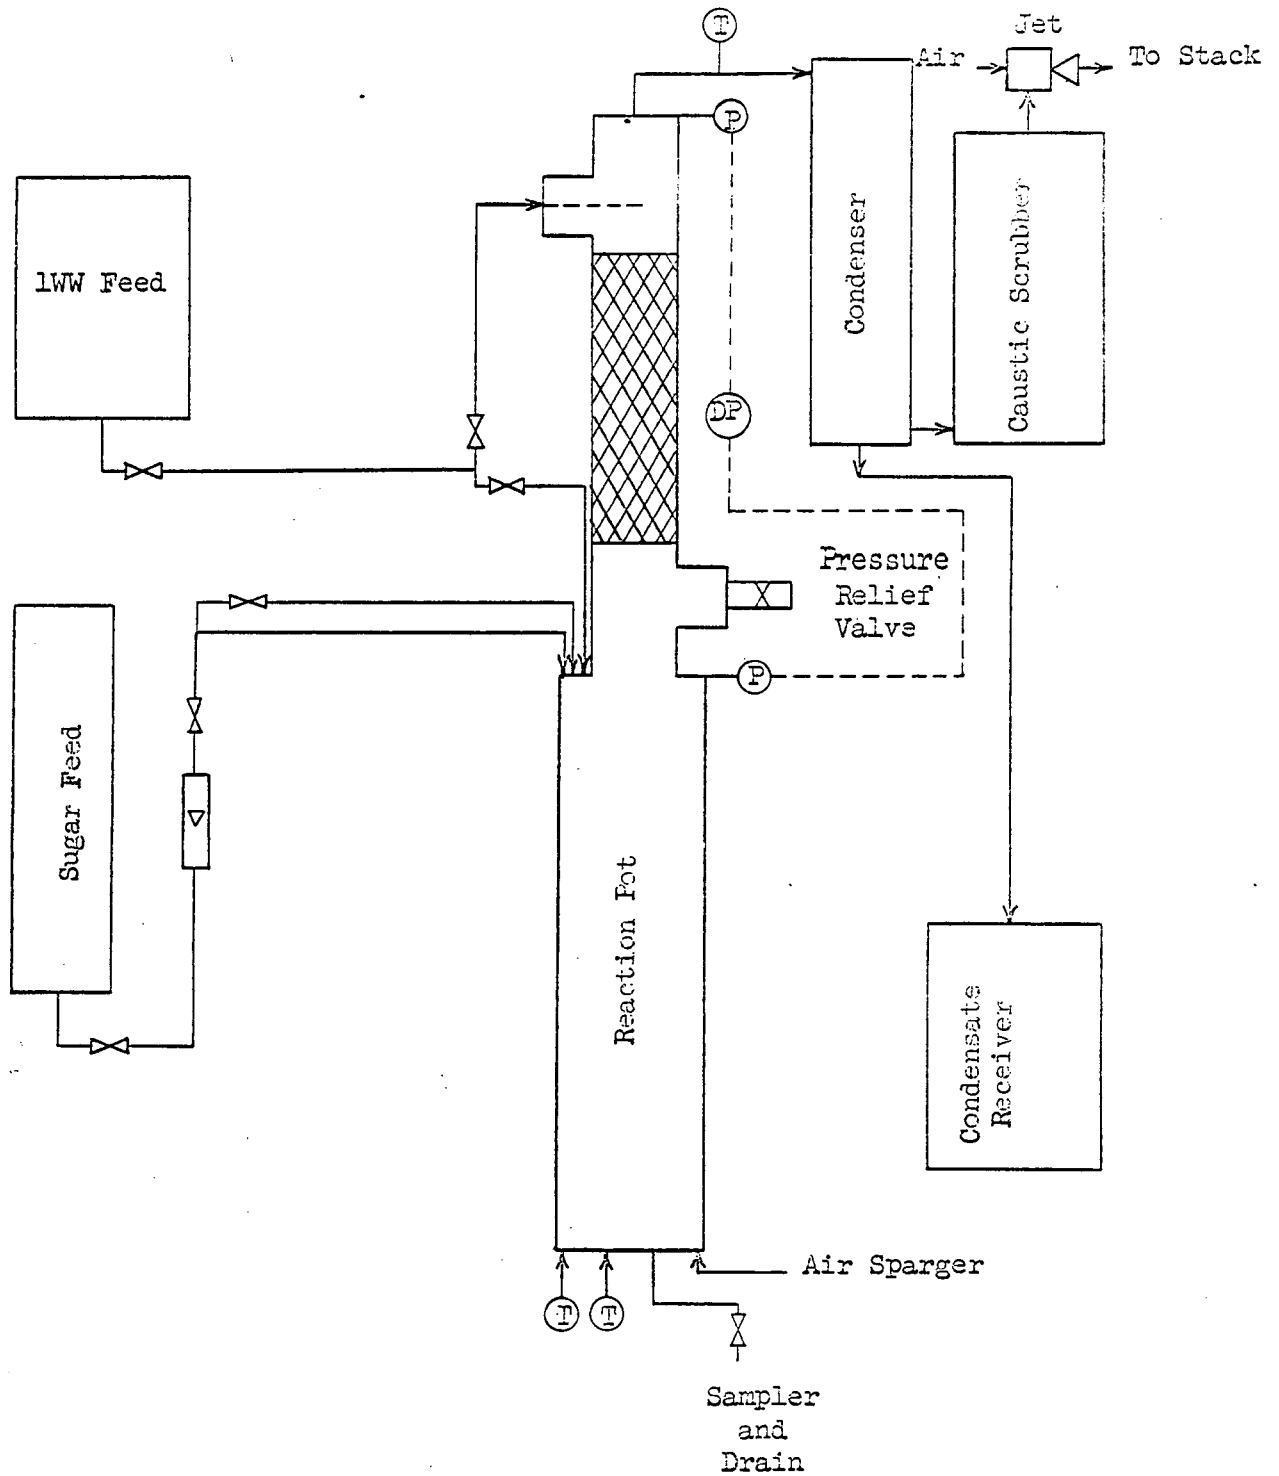 T
Jet
Air
To Stack
P
1WW Feed
Condenser
Caustic Scrubber
DP
Pressure
Relief
Valve
P
Sugar Feed
Reaction Pot
Condensate
Receiver
Air Sparger
T
T
Sampler
and
Drain